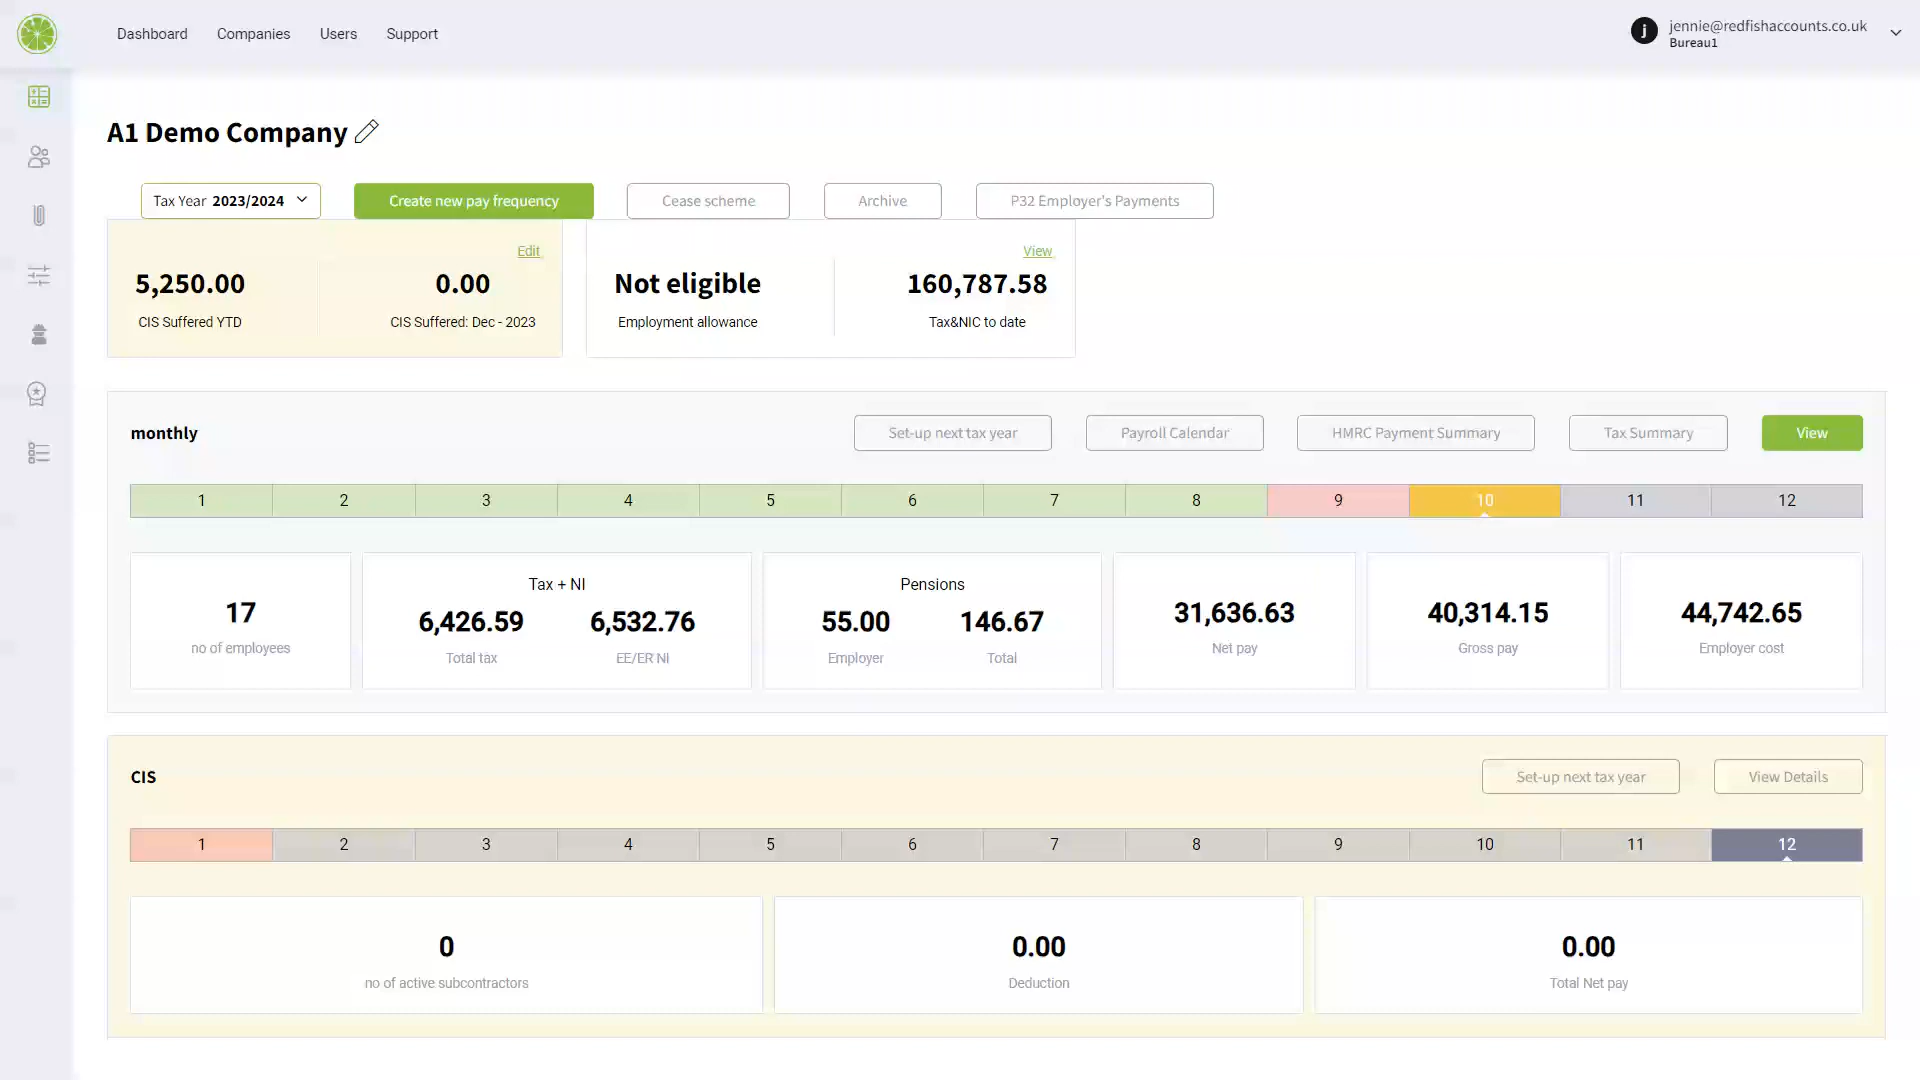 Dashboard Companies Users Support
j jennie@redfishaccounts.co.uk
Bureau1
A1 Demo Company
Tax Year 2023/2024 Create new pay frequency Cease scheme Archive P32 Employer's Payments
Edit View
5,250.00 0.00 Not eligible 160,787.58
CIS Suffered YTD CIS Suffered: Dec - 2023 Employment allowance Tax&NIC to date
monthly Set-up next tax year Payroll Calendar HMRC Payment Summary Tax Summary View
1 2 3 4 5 6 7 8 9 10 11 12
Tax + NI Pensions
17 6,426.59 6,532.76 55.00 146.67 31,636.63 40,314.15 44,742.65
no of employees Total tax EE/ER NI Employer Total Net pay Gross pay Employer cost
CIS Set-up next tax year View Details
1 2 3 4 5 6 7 8 9 10 11 12
0 0.00 0.00
no of active subcontractors Deduction Total Net pay